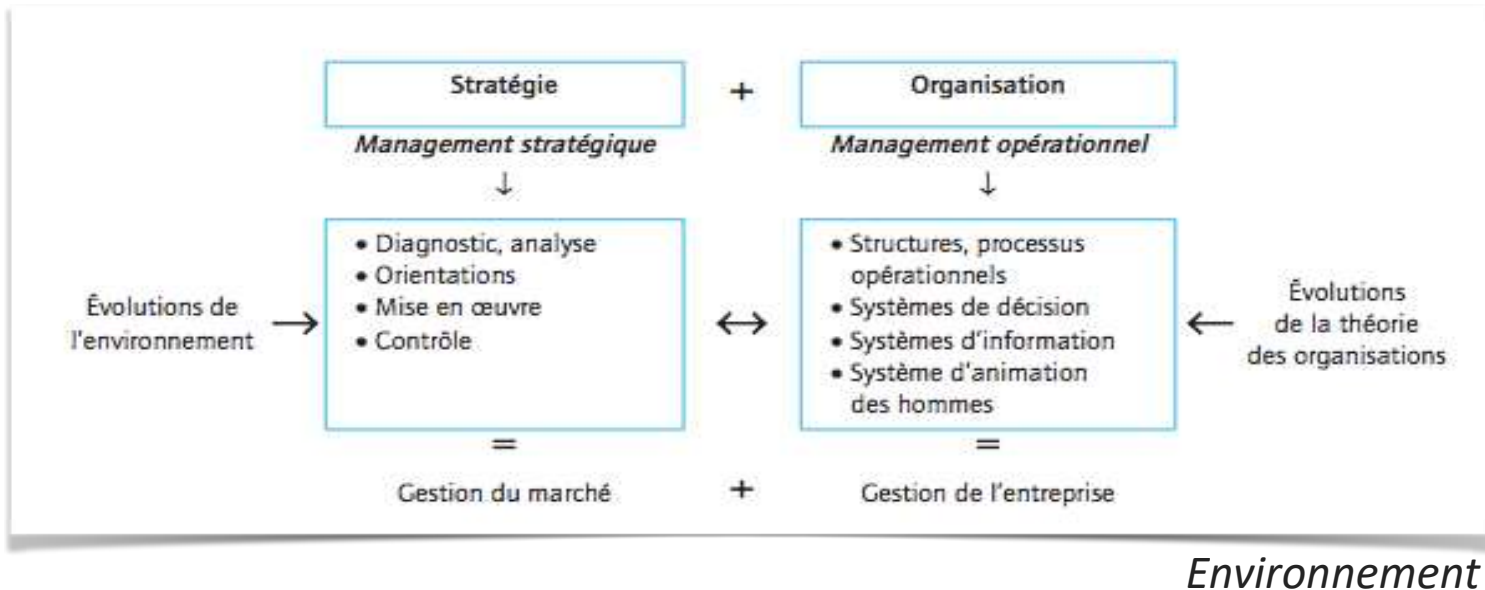 Stratégie + Organisation
Management stratégique Management opérationnel
↓ ↓
Évolutions de
l'environnement
→
• Diagnostic, analyse
• Orientations
• Mise en œuvre
• Contrôle
↔
• Structures, processus
opérationnels
• Systèmes de décision
• Systèmes d'information
• Système d'animation
des hommes
←
Évolutions
de la théorie
des organisations
= =
Gestion du marché + Gestion de l'entreprise
Environnement